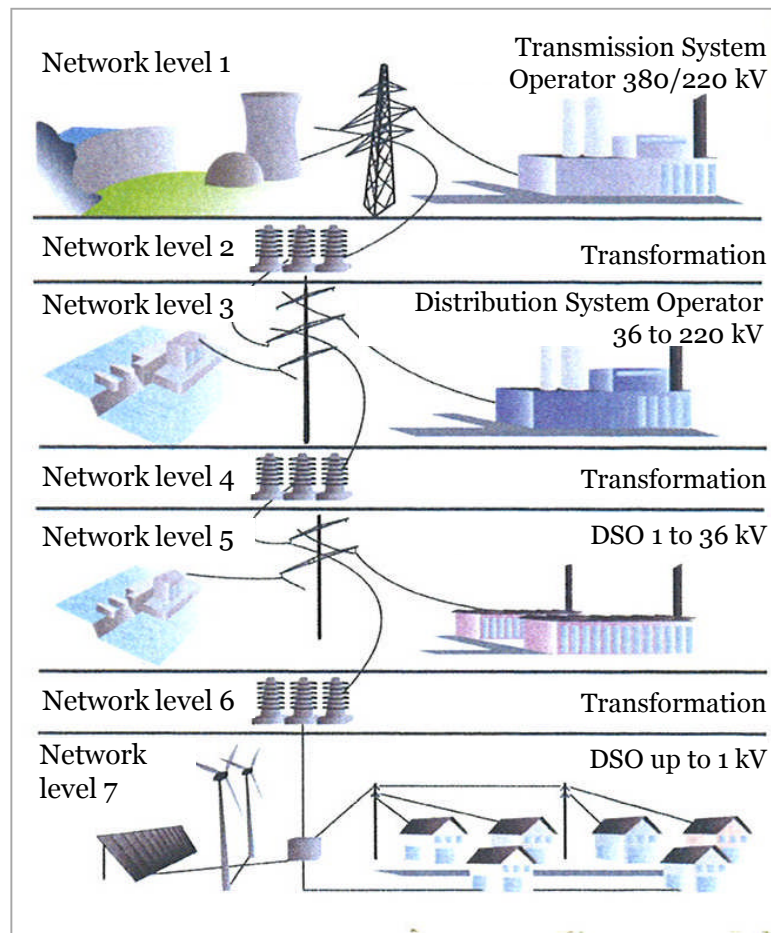 Network level 1
Transmission System
Operator 380/220 kV
Network level 2
Transformation
Network level 3
Distribution System Operator
36 to 220 kV
Network level 4
Transformation
Network level 5
DSO 1 to 36 kV
Network level 6
Transformation
Network
level 7
DSO up to 1 kV